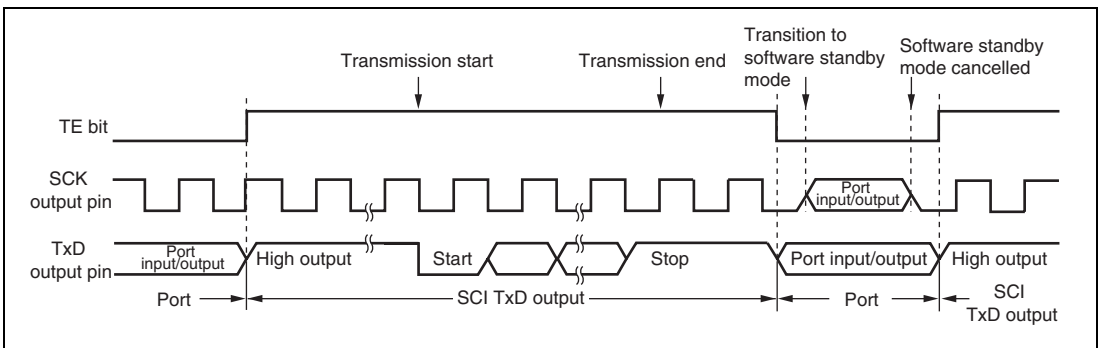 Transmission start
Transmission end
Transition to
software standby
mode
Software standby
mode cancelled
TE bit
SCK
output pin
Port
input/output
TxD
output pin
Port
input/output
High output
Start
Stop
Port input/output
High output
Port
SCI TxD output
Port
SCI
TxD output